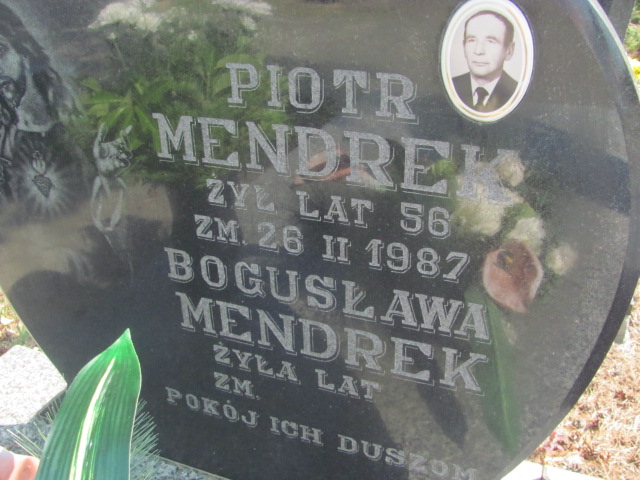 PIOTR
MENDREK
ŻYŁ LAT 56
ZM. 26 II 1987
BOGUSŁAWA
MENDREK
ŻYŁA LAT
ZM.
POKÓJ ICH DUSZOM